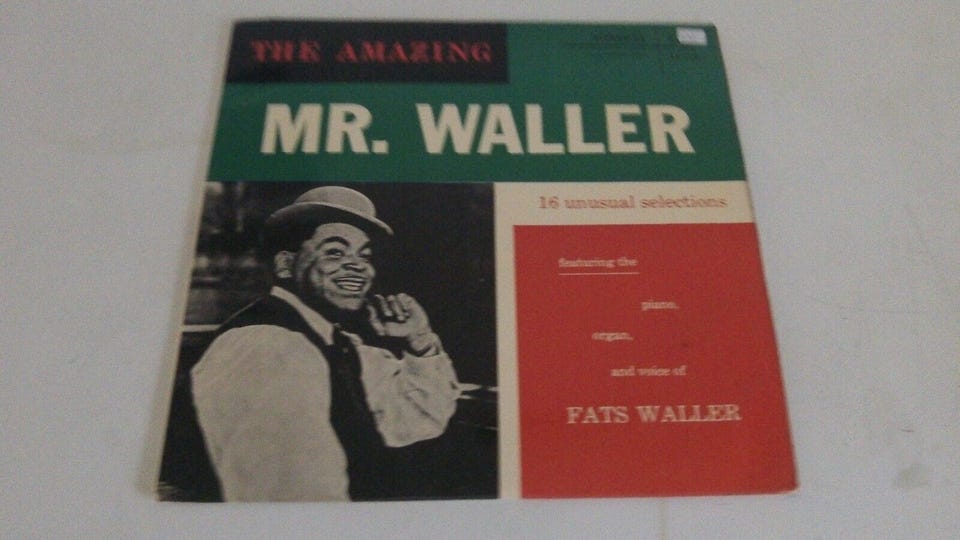 THE AMAZING
MR. WALLER
16 unusual selections
featuring the
piano,
organ,
and voice of
FATS WALLER